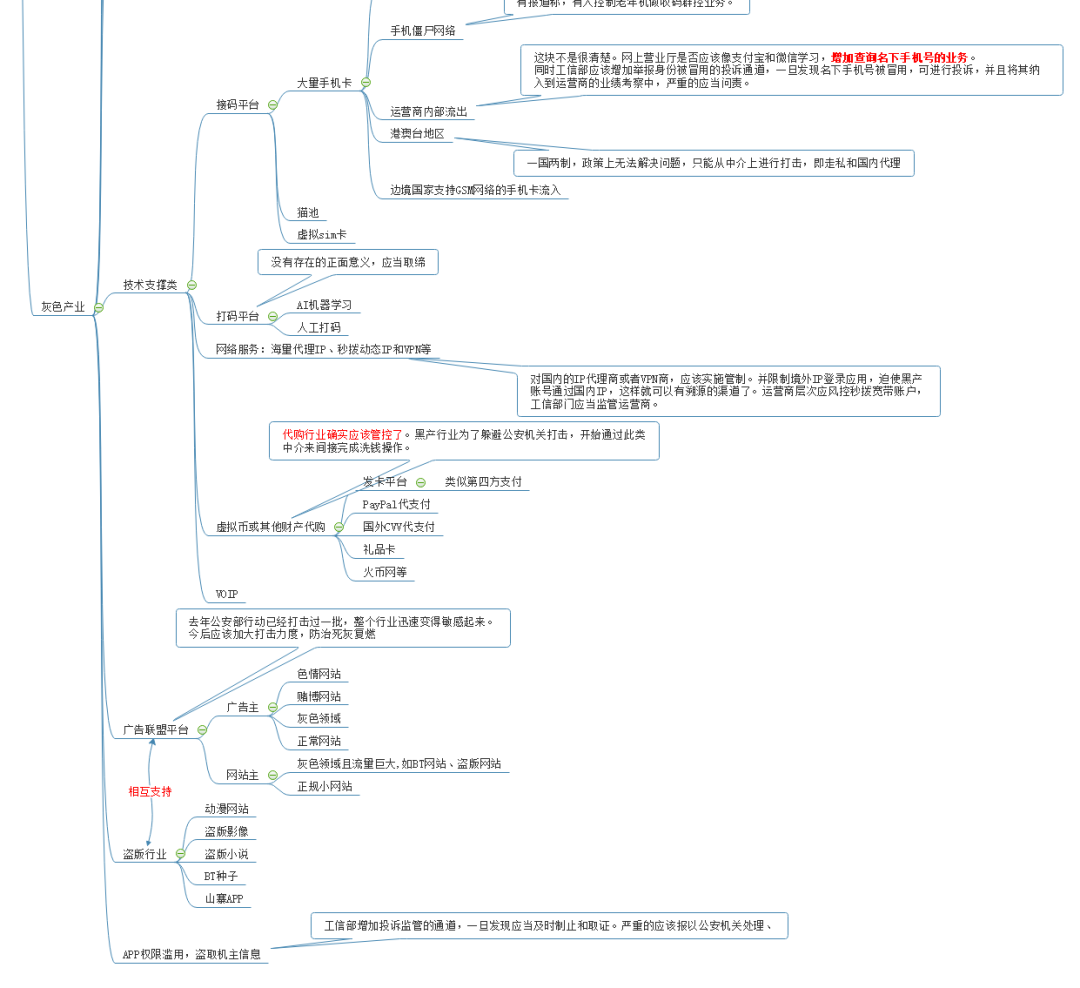 有报道称，有人控制老年机做收码群控业务。
手机僵尸网络
这块不是很清楚。网上营业厅是否应该像支付宝和微信学习，增加查询名下手机号的业务。
同时工信部应该增加举报身份被冒用的投诉通道，一旦发现名下手机号被冒用，可进行投诉，并且将其纳
入到运营商的业绩考察中，严重的应当问责。
大量手机卡
接码平台
运营商内部流出
港澳台地区
一国两制，政策上无法解决问题，只能从中介上进行打击，即走私和国内代理
边境国家支持GSM网络的手机卡流入
猫池
虚拟sim卡
没有存在的正面意义，应当取缔
技术支撑类
灰色产业
AI机器学习
打码平台
人工打码
网络服务：海量代理IP、秒拨动态IP和VPN等
对国内的IP代理商或者VPN商，应该实施管制。并限制境外IP登录应用，迫使黑产
账号通过国内IP，这样就可以有溯源的渠道了。运营商层次应风控秒拨宽带账户，
工信部门应当监管运营商。
代购行业确实应该管控了。黑产行业为了躲避公安机关打击，开始通过此类
中介来间接完成洗钱操作。
发卡平台
类似第四方支付
PayPal代支付
虚拟币或其他财产代购
国外CVV代支付
礼品卡
火币网等
VOIP
去年公安部行动已经打击过一批，整个行业迅速变得敏感起来。
今后应该加大打击力度，防治死灰复燃
色情网站
赌博网站
广告主
灰色领域
广告联盟平台
正常网站
灰色领域且流量巨大,如BT网站、盗版网站
网站主
正规小网站
相互支持
动漫网站
盗版影像
盗版行业
盗版小说
BT种子
山寨APP
工信部增加投诉监管的通道，一旦发现应当及时制止和取证。严重的应该报以公安机关处理、
APP权限滥用，盗取机主信息